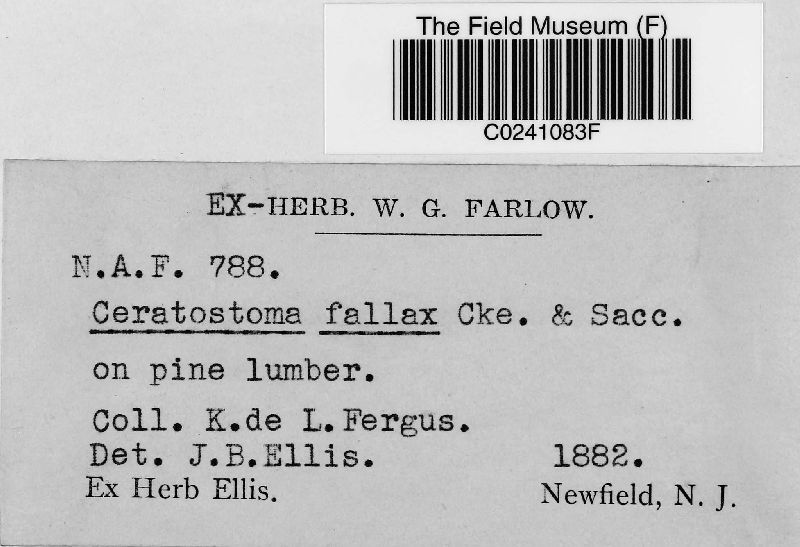 The Field Museum (F)
C0241083F
EX-HERB. W. G. FARLOW.
N.A.F. 788.
Ceratostoma fallax Cke. & Sacc.
on pine lumber.
Coll. K.de L.Fergus.
Det. J.B.Ellis. 1882.
Ex Herb Ellis. Newfield, N. J.